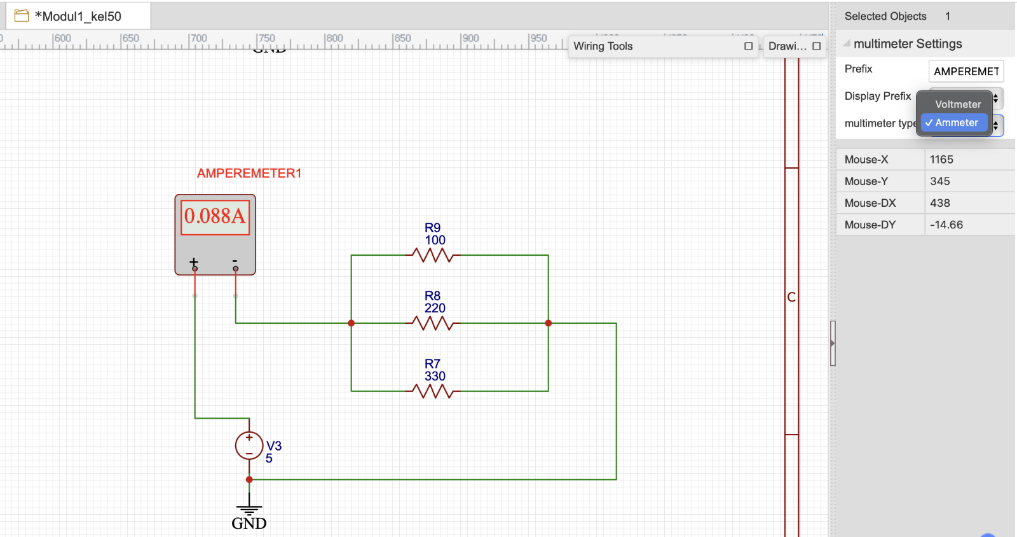 *Modul1_kel50
600 650 700 750 800 850 900 950
GND
Wiring Tools
Drawi...
Selected Objects 1
multimeter Settings
Prefix AMPEREMET
Display Prefix
Voltmeter
multimeter type ✓ Ammeter
Mouse-X 1165
Mouse-Y 345
Mouse-DX 438
Mouse-DY -14.66
AMPEREMETER1
0.088A
+ -
R9
100
R8
220
R7
330
C
+
-
V3
5
GND